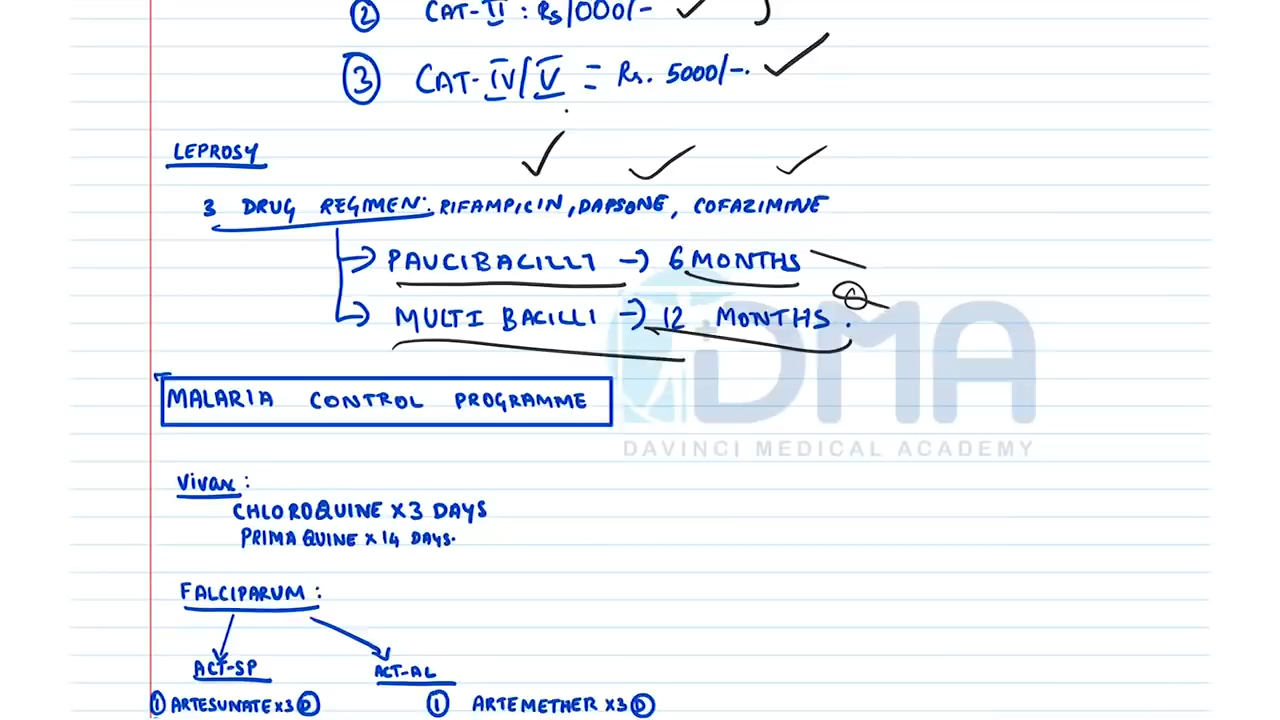 ② CAT-II : Rs 1000/-
③ CAT-IV/V = Rs. 5000/-.
LEPROSY
3 DRUG REGIMEN: RIFAMPICIN, DAPSONE, COFAZIMINE
→ PAUCIBACILLI → 6 MONTHS
→ MULTI BACILLI → 12 MONTHS.
DMA
MALARIA CONTROL PROGRAMME
DAVINCI MEDICAL ACADEMY
Vivax:
CHLOROQUINE x 3 DAYS
PRIMAQUINE x 14 DAYS.
FALCIPARUM:
ACT-SP ACT-AL
① ARTESUNATE x 3 Ⓓ ① ARTEMETHER x 3 Ⓓ